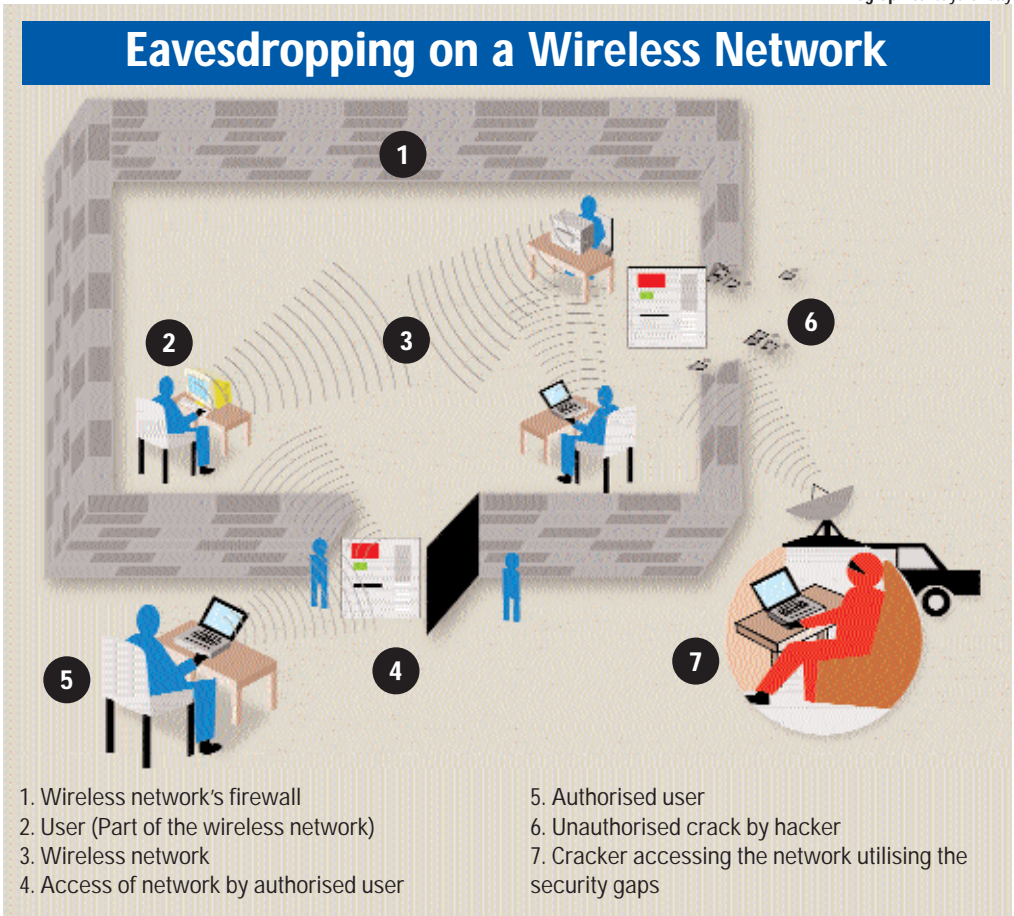 Eavesdropping on a Wireless Network
1
2
3
6
5
4
7
1. Wireless network's firewall
2. User (Part of the wireless network)
3. Wireless network
4. Access of network by authorised user
5. Authorised user
6. Unauthorised crack by hacker
7. Cracker accessing the network utilising the
security gaps